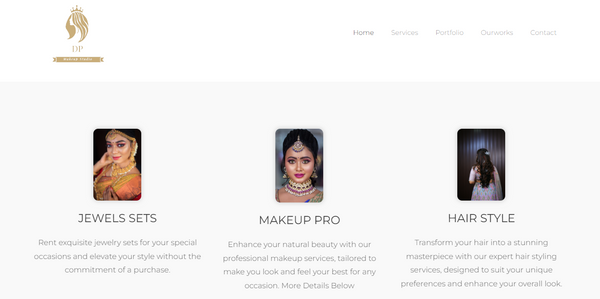 DP
Makeup Studio
Home Services Portfolio Ourworks Contact
JEWELS SETS
Rent exquisite jewelry sets for your special
occasions and elevate your style without the
commitment of a purchase.
MAKEUP PRO
Enhance your natural beauty with our
professional makeup services, tailored to
make you look and feel your best for any
occasion. More Details Below
HAIR STYLE
Transform your hair into a stunning
masterpiece with our expert hair styling
services, designed to suit your unique
preferences and enhance your overall look.